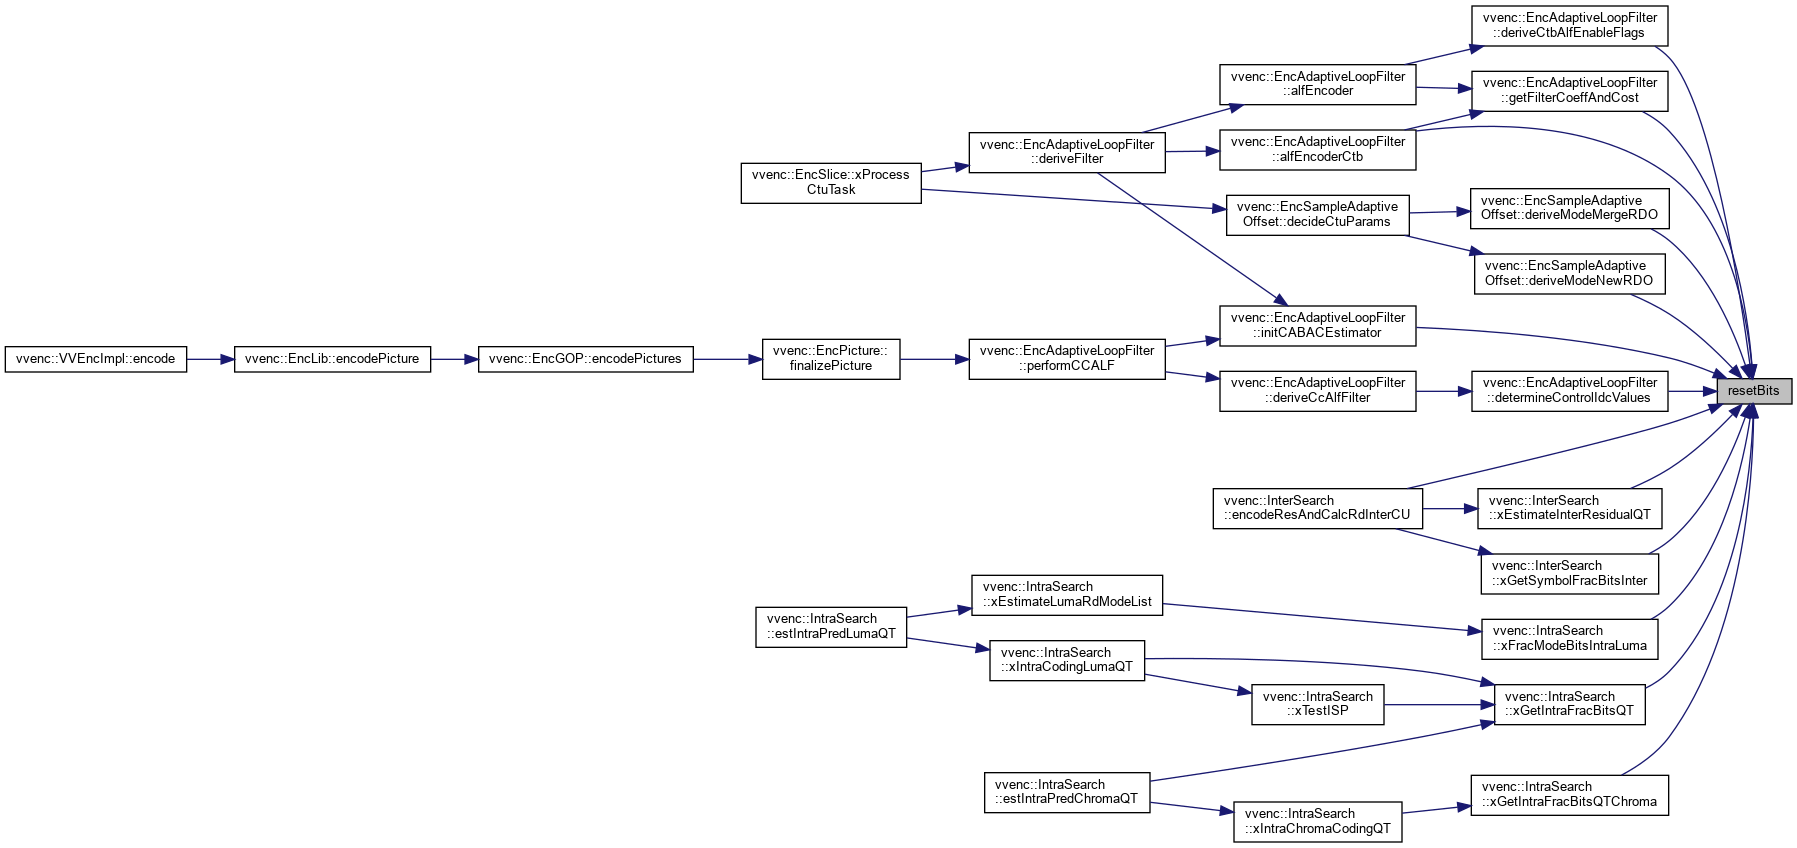 vvenc::EncAdaptiveLoopFilter
::deriveCtbAlfEnableFlags
vvenc::EncAdaptiveLoopFilter
::alfEncoder
vvenc::EncAdaptiveLoopFilter
::getFilterCoeffAndCost
vvenc::EncAdaptiveLoopFilter
::deriveFilter
vvenc::EncAdaptiveLoopFilter
::alfEncoderCtb
vvenc::EncSlice::xProcess
CtuTask
vvenc::EncSampleAdaptive
Offset::decideCtuParams
vvenc::EncSampleAdaptive
Offset::deriveModeMergeRDO
vvenc::EncSampleAdaptive
Offset::deriveModeNewRDO
vvenc::EncAdaptiveLoopFilter
::initCABACEstimator
vvenc::VVEncImpl::encode
vvenc::EncLib::encodePicture
vvenc::EncGOP::encodePictures
vvenc::EncPicture::
finalizePicture
vvenc::EncAdaptiveLoopFilter
::performCCALF
vvenc::EncAdaptiveLoopFilter
::deriveCcAlfFilter
vvenc::EncAdaptiveLoopFilter
::determineControlIdcValues
resetBits
vvenc::InterSearch
::encodeResAndCalcRdInterCU
vvenc::InterSearch
::xEstimateInterResidualQT
vvenc::InterSearch
::xGetSymbolFracBitsInter
vvenc::IntraSearch
::xEstimateLumaRdModeList
vvenc::IntraSearch
::estIntraPredLumaQT
vvenc::IntraSearch
::xFracModeBitsIntraLuma
vvenc::IntraSearch
::xIntraCodingLumaQT
vvenc::IntraSearch
::xTestISP
vvenc::IntraSearch
::xGetIntraFracBitsQT
vvenc::IntraSearch
::estIntraPredChromaQT
vvenc::IntraSearch
::xIntraChromaCodingQT
vvenc::IntraSearch
::xGetIntraFracBitsQTChroma